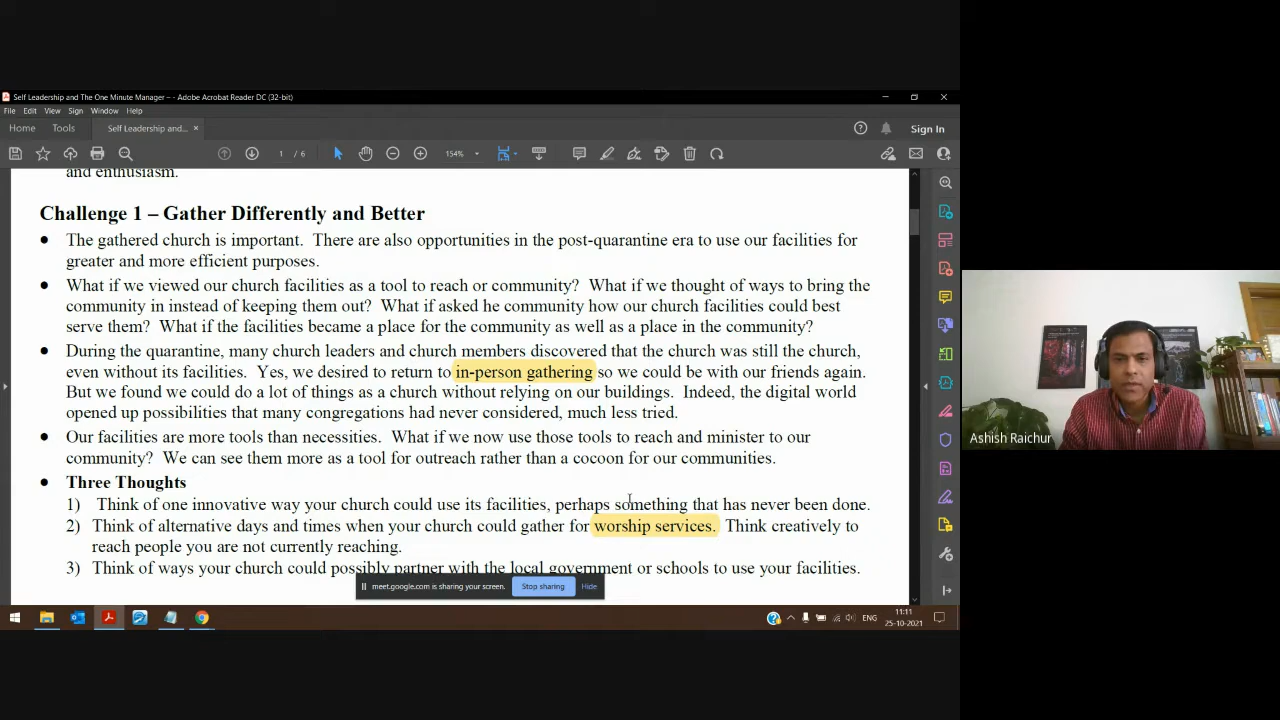 Self Leadership and The One Minute Manager - - Adobe Acrobat Reader DC (32-bit)
File Edit View Sign Window Help
Home Tools Self Leadership and... × Sign In
1 / 6 154%
and enthusiasm.
Challenge 1 – Gather Differently and Better
• The gathered church is important. There are also opportunities in the post-quarantine era to use our facilities for
greater and more efficient purposes.
• What if we viewed our church facilities as a tool to reach or community? What if we thought of ways to bring the
community in instead of keeping them out? What if asked he community how our church facilities could best
serve them? What if the facilities became a place for the community as well as a place in the community?
• During the quarantine, many church leaders and church members discovered that the church was still the church,
even without its facilities. Yes, we desired to return to in-person gathering so we could be with our friends again.
But we found we could do a lot of things as a church without relying on our buildings. Indeed, the digital world
opened up possibilities that many congregations had never considered, much less tried.
• Our facilities are more tools than necessities. What if we now use those tools to reach and minister to our
community? We can see them more as a tool for outreach rather than a cocoon for our communities.
• Three Thoughts
1) Think of one innovative way your church could use its facilities, perhaps something that has never been done.
2) Think of alternative days and times when your church could gather for worship services. Think creatively to
reach people you are not currently reaching.
3) Think of ways your church could possibly partner with the local government or schools to use your facilities.
meet.google.com is sharing your screen. Stop sharing Hide
ENG
11:11
25-10-2021
Ashish Raichur